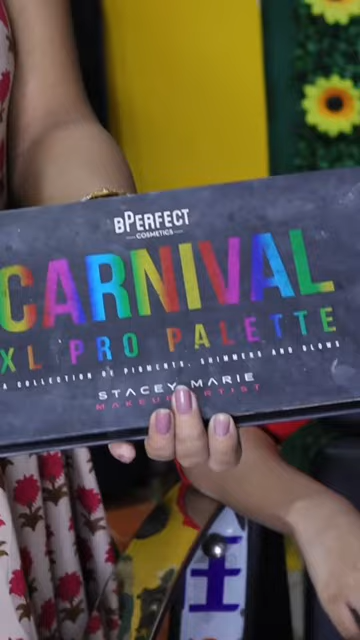 BPERFECT
COSMETICS
CARNIVAL
XL PRO PALETTE
A COLLECTION OF PIGMENTS, SHIMMERS AND GLOWS
STACEY MARIE
MAKEUP ARTIST